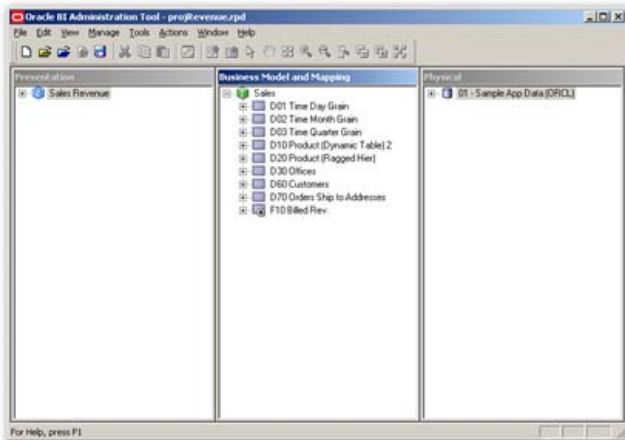 Oracle BI Administration Tool - projRevenue.rpd
File Edit View Manage Tools Actions Window Help
Presentation
Sales Revenue
Business Model and Mapping
Sales
D01 Time Day Grain
D02 Time Month Grain
D03 Time Quarter Grain
D10 Product (Dynamic Table) 2
D20 Product (Ragged Hier)
D30 Offices
D60 Customers
D70 Orders Ship to Addresses
F10 Billed Rev.
Physical
01 - Sample App Data (ORCL)
For Help, press F1